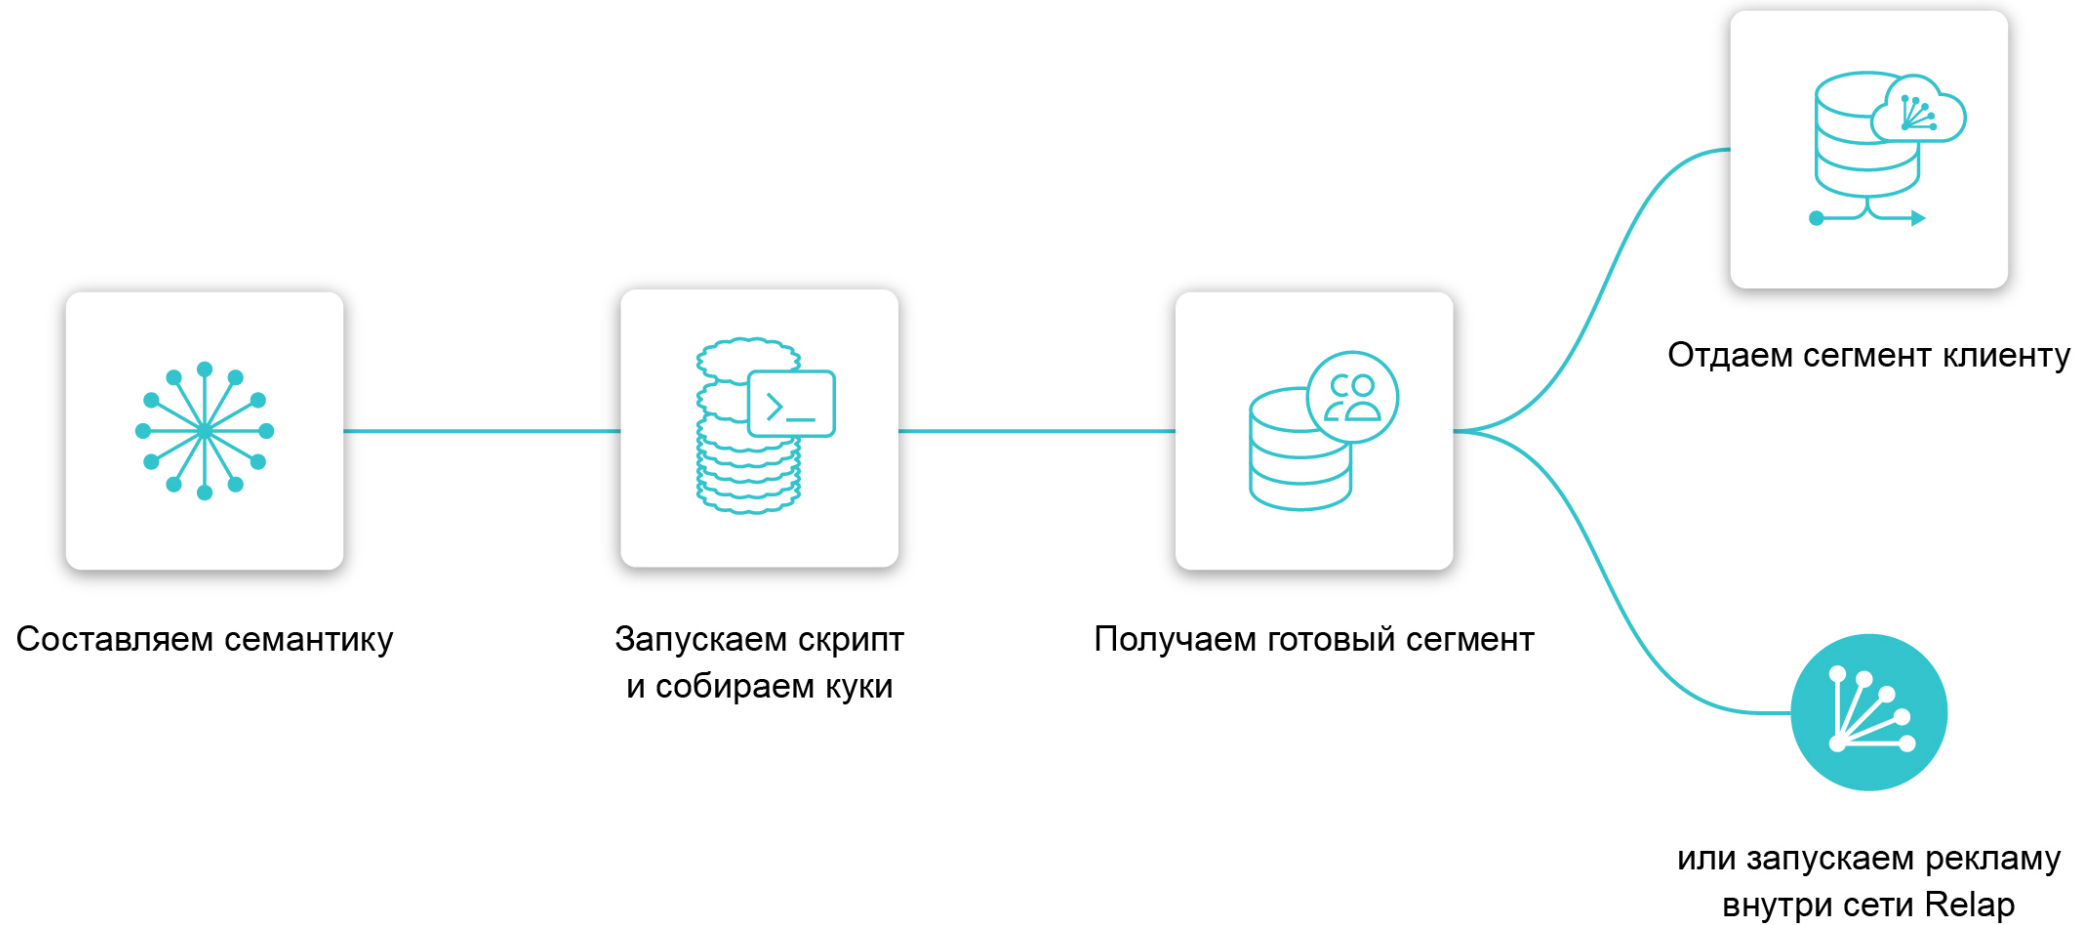 Составляем семантику
Запускаем скрипт
и собираем куки
Получаем готовый сегмент
Отдаем сегмент клиенту
или запускаем рекламу
внутри сети Relap